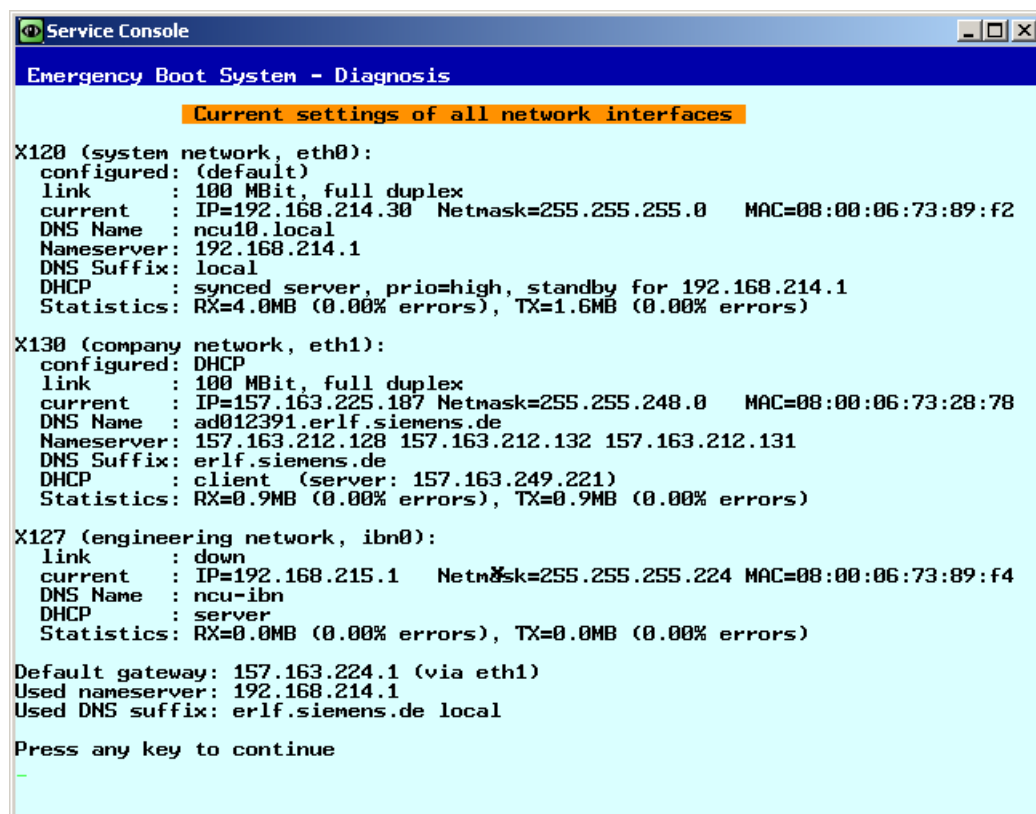 Service Console
Emergency Boot System - Diagnosis
Current settings of all network interfaces
X120 (system network, eth0):
configured: (default)
link : 100 MBit, full duplex
current : IP=192.168.214.30 Netmask=255.255.255.0 MAC=08:00:06:73:89:f2
DNS Name : ncu10.local
Nameserver: 192.168.214.1
DNS Suffix: local
DHCP : synced server, prio=high, standby for 192.168.214.1
Statistics: RX=4.0MB (0.00% errors), TX=1.6MB (0.00% errors)
X130 (company network, eth1):
configured: DHCP
link : 100 MBit, full duplex
current : IP=157.163.225.187 Netmask=255.255.248.0 MAC=08:00:06:73:28:78
DNS Name : ad012391.erlf.siemens.de
Nameserver: 157.163.212.128 157.163.212.132 157.163.212.131
DNS Suffix: erlf.siemens.de
DHCP : client (server: 157.163.249.221)
Statistics: RX=0.9MB (0.00% errors), TX=0.9MB (0.00% errors)
X127 (engineering network, ibn0):
link : down
current : IP=192.168.215.1 Netmask=255.255.255.224 MAC=08:00:06:73:89:f4
DNS Name : ncu-ibn
DHCP : server
Statistics: RX=0.0MB (0.00% errors), TX=0.0MB (0.00% errors)
Default gateway: 157.163.224.1 (via eth1)
Used nameserver: 192.168.214.1
Used DNS suffix: erlf.siemens.de local
Press any key to continue